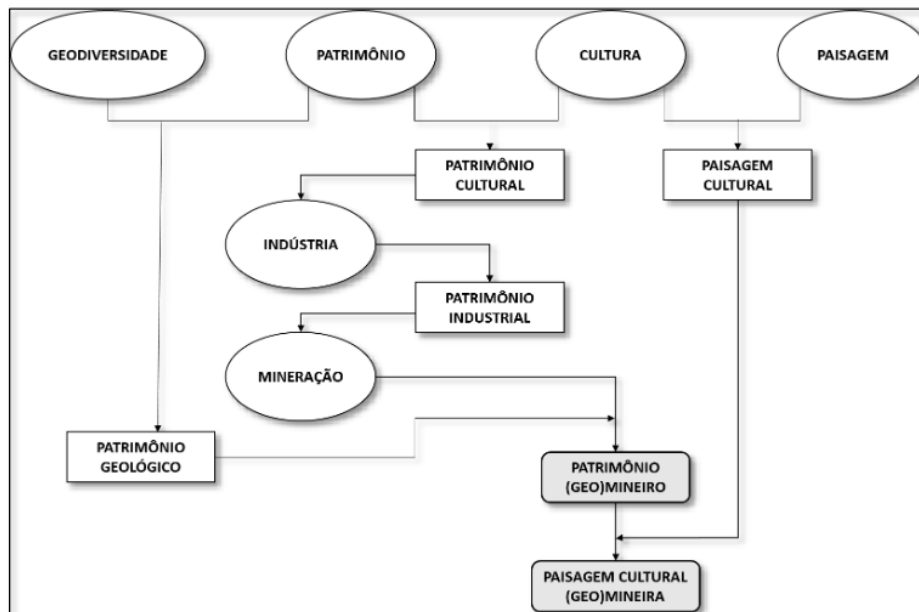 GEODIVERSIDADE
PATRIMÔNIO
CULTURA
PAISAGEM
PATRIMÔNIO
CULTURAL
PAISAGEM
CULTURAL
INDÚSTRIA
PATRIMÔNIO
INDUSTRIAL
MINERAÇÃO
PATRIMÔNIO
GEOLÓGICO
PATRIMÔNIO
(GEO)MINEIRO
PAISAGEM CULTURAL
(GEO)MINEIRA